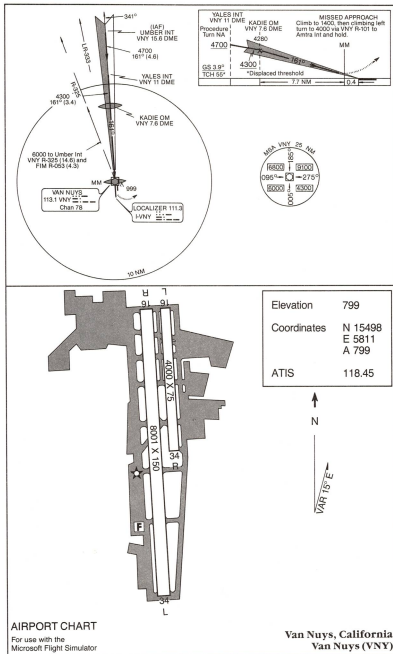 341°
(IAF)
UMBER INT
VNY 15.6 DME
LR-323
4700
161° (4.6)
YALES INT
VNY 11 DME
R-325
4300
161° (3.4)
KADIE OM
VNY 7.6 DME
161°
6000 to Umber Int
VNY R-325 (14.6) and
FIM R-053 (4.3)
MM
999
VAN NUYS
113.1 VNY
Chan 78
LOCALIZER 111.3
I-VNY
10 NM
YALES INT
VNY 11 DME
Procedure
Turn NA
4700
KADIE OM
VNY 7.6 DME
4280
161°
4300
GS 3.9°
TCH 55°
*Displaced threshold
MISSED APPROACH
Climb to 1400, then climbing left
turn to 4000 via VNY R-101 to
Amtra Int and hold.
MM
7.7 NM
0.4
MSA VNY 25 NM
185°
6800
9100
095°
275°
6000
4300
005°
R
L
16
16
4000 X 75
8001 X 150
34
R
F
34
L
Elevation 799
Coordinates N 15498
E 5811
A 799
ATIS 118.45
N
VAR 15° E
AIRPORT CHART
For use with the
Microsoft Flight Simulator
Van Nuys, California
Van Nuys (VNY)